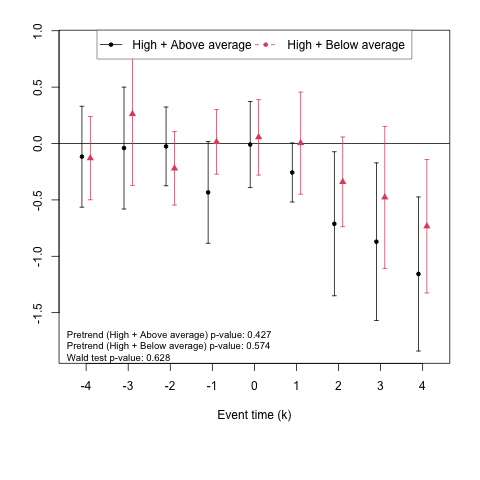 High + Above average High + Below average
1.0
0.5
0.0
-0.5
-1.0
-1.5
Pretrend (High + Above average) p-value: 0.427
Pretrend (High + Below average) p-value: 0.574
Wald test p-value: 0.628
-4 -3 -2 -1 0 1 2 3 4
Event time (k)